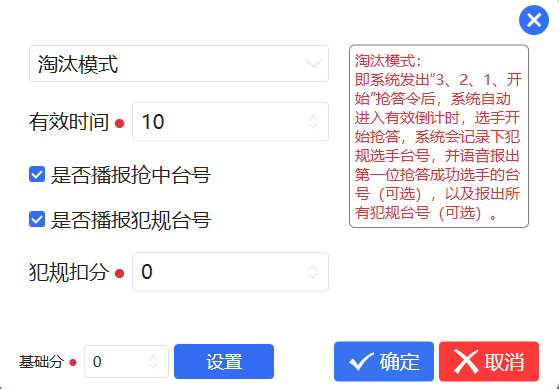 淘汰模式
有效时间 10
是否播报抢中台号
是否播报犯规台号
犯规扣分 0
淘汰模式：
即系统发出“3、2、1、开
始”抢答令后，系统自动
进入有效倒计时，选手开
始抢答，系统会记录下犯
规选手台号，并语音报出
第一位抢答成功选手的台
号（可选），以及报出所
有犯规台号（可选）。
基础分 0 设置 确定 取消